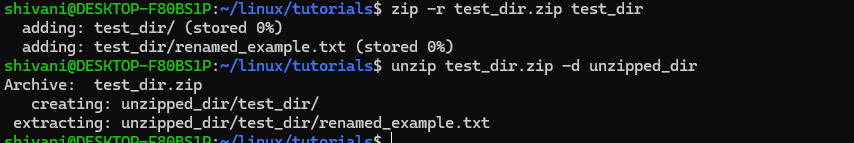 shivani@DESKTOP-F80BS1P:~/linux/tutorials$ zip -r test_dir.zip test_dir
  adding: test_dir/ (stored 0%)
  adding: test_dir/renamed_example.txt (stored 0%)
shivani@DESKTOP-F80BS1P:~/linux/tutorials$ unzip test_dir.zip -d unzipped_dir
Archive:  test_dir.zip
   creating: unzipped_dir/test_dir/
 extracting: unzipped_dir/test_dir/renamed_example.txt
shivani@DESKTOP-F80BS1P:~/linux/tutorials$